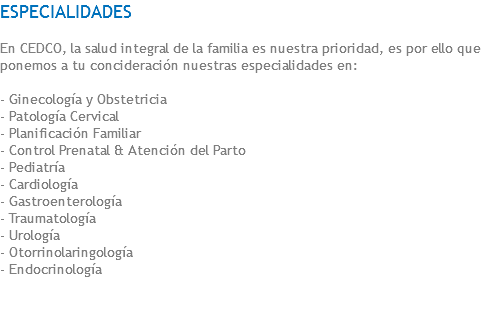 ESPECIALIDADES
En CEDCO, la salud integral de la familia es nuestra prioridad, es por ello que
ponemos a tu concideración nuestras especialidades en:
- Ginecología y Obstetricia
- Patología Cervical
- Planificación Familiar
- Control Prenatal & Atención del Parto
- Pediatría
- Cardiología
- Gastroenterología
- Traumatología
- Urología
- Otorrinolaringología
- Endocrinología